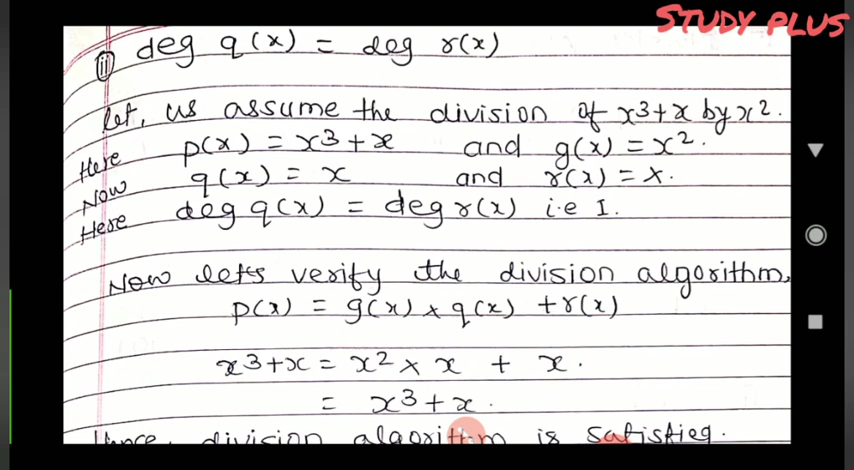 STUDY PLUS
(ii) deg q(x) = deg r(x)
let, us assume the division of x3+x by x2.
Here p(x) = x3+x and g(x) = x2.
Now q(x) = x and r(x) = x.
Here deg q(x) = deg r(x) i.e 1.
Now lets verify the division algorithm,
p(x) = g(x) x q(x) + r(x)
x3+x = x2 x x + x.
= x3+x.
Hence, division algorithm is satisfied.